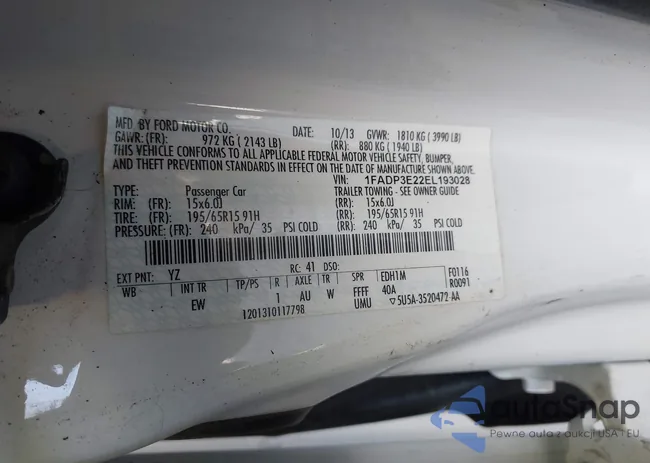 MFD. BY FORD MOTOR CO. DATE: 10/13 GVWR: 1810 KG ( 3990 LB)
GAWR: (FR): 972 KG ( 2143 LB) (RR): 880 KG ( 1940 LB)
THIS VEHICLE CONFORMS TO ALL APPLICABLE FEDERAL MOTOR VEHICLE SAFETY, BUMPER,
AND THEFT PREVENTION STANDARDS IN EFFECT ON THE DATE OF MANUFACTURE SHOWN ABOVE.
VIN: 1FADP3E22EL193028
TYPE: Passenger Car TRAILER TOWING - SEE OWNER GUIDE
RIM: (FR): 15x6.0J (RR): 15x6.0J
TIRE: (FR): 195/65R15 91H (RR): 195/65R15 91H
PRESSURE: (FR): 240 kPa/ 35 PSI COLD (RR): 240 kPa/ 35 PSI COLD
EXT PNT: YZ RC: 41 DSO: F0116
WB INT TR TP/PS R AXLE TR SPR EDH1M R0091
EW 1 AU W FFFF 40A
1201310117798 UMU ▽5U5A-3520472 AA
autaSnap
Pewne auta z aukcji USA i EU